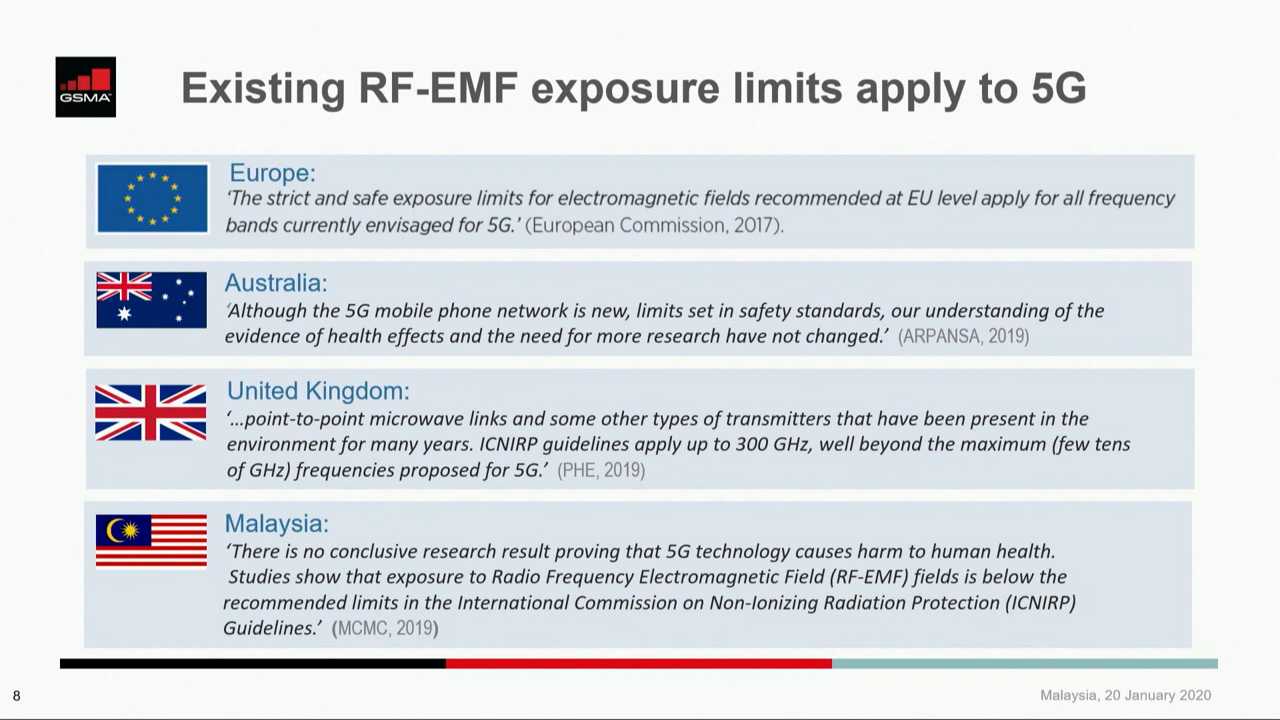 GSMA™
Existing RF-EMF exposure limits apply to 5G
Europe:
‘The strict and safe exposure limits for electromagnetic fields recommended at EU level apply for all frequency
bands currently envisaged for 5G.’ (European Commission, 2017).
Australia:
‘Although the 5G mobile phone network is new, limits set in safety standards, our understanding of the
evidence of health effects and the need for more research have not changed.’ (ARPANSA, 2019)
United Kingdom:
‘...point-to-point microwave links and some other types of transmitters that have been present in the
environment for many years. ICNIRP guidelines apply up to 300 GHz, well beyond the maximum (few tens
of GHz) frequencies proposed for 5G.’ (PHE, 2019)
Malaysia:
‘There is no conclusive research result proving that 5G technology causes harm to human health.
Studies show that exposure to Radio Frequency Electromagnetic Field (RF-EMF) fields is below the
recommended limits in the International Commission on Non-Ionizing Radiation Protection (ICNIRP)
Guidelines.’ (MCMC, 2019)
8
Malaysia, 20 January 2020